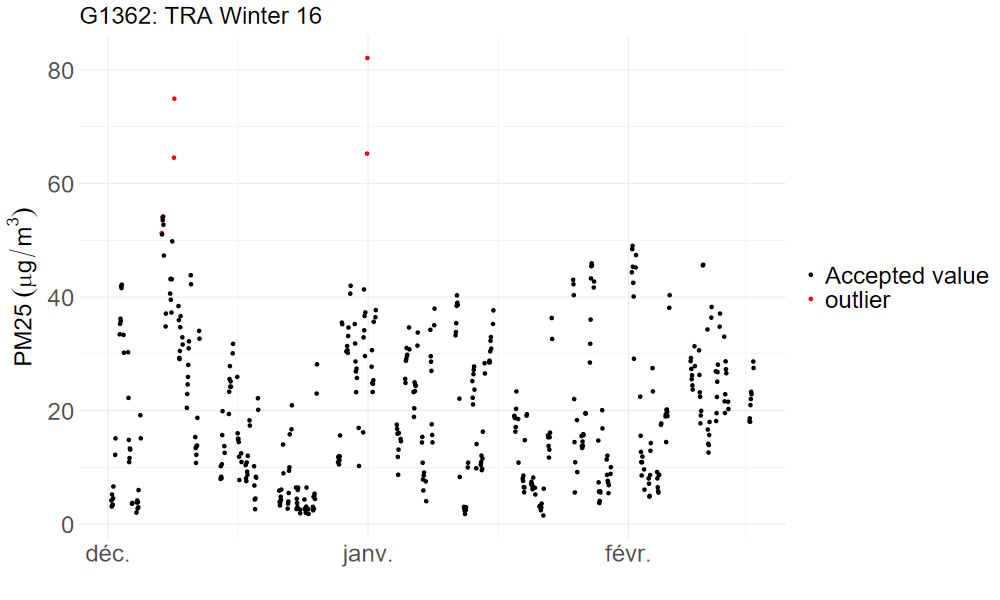 G1362: TRA Winter 16
PM25 (μg/m³)
80
60
40
20
0
déc.
janv.
févr.
Accepted value
outlier